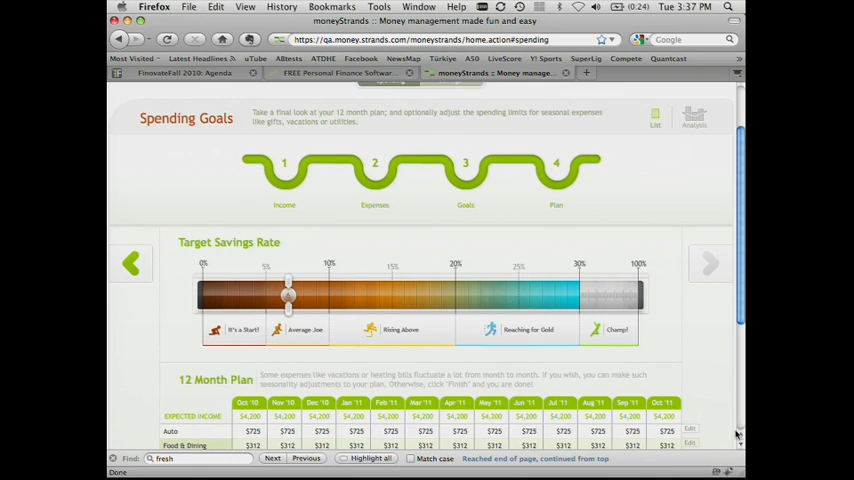 Firefox File Edit View History Bookmarks Tools Window Help (0:24) Tue 3:37 PM
moneyStrands :: Money management made fun and easy
https://qa.money.strands.com/moneystrands/home.action#spending
Google
Most Visited Latest Headlines uTube ABtests ATDHE Facebook NewsMap Türkiye A50 LiveScore Y! Sports SuperLig Compete Quantcast
FinovateFall 2010: Agenda FREE Personal Finance Softwar... moneyStrands :: Money manage...
Spending Goals
Take a final look at your 12 month plan; and optionally adjust the spending limits for seasonal expenses
like gifts, vacations or utilities.
List Analysis
1 2 3 4
Income Expenses Goals Plan
Target Savings Rate
0% 5% 10% 15% 20% 25% 30% 100%
It's a Start! Average Joe Rising Above Reaching for Gold Champ!
12 Month Plan
Some expenses like vacations or heating bills fluctuate a lot from month to month. If you wish, you can make such
seasonality adjustments to your plan. Otherwise, click "Finish" and you are done!
Oct '10 Nov '10 Dec '10 Jan '11 Feb '11 Mar '11 Apr '11 May '11 Jun '11 Jul '11 Aug '11 Sep '11 Oct '11
EXPECTED INCOME $4,200 $4,200 $4,200 $4,200 $4,200 $4,200 $4,200 $4,200 $4,200 $4,200 $4,200 $4,200 $4,200
Auto $725 $725 $725 $725 $725 $725 $725 $725 $725 $725 $725 $725 $725 Edit
Food & Dining $312 $312 $312 $312 $312 $312 $312 $312 $312 $312 $312 $312 $312 Edit
Find: fresh Next Previous Highlight all Match case Reached end of page, continued from top
Done